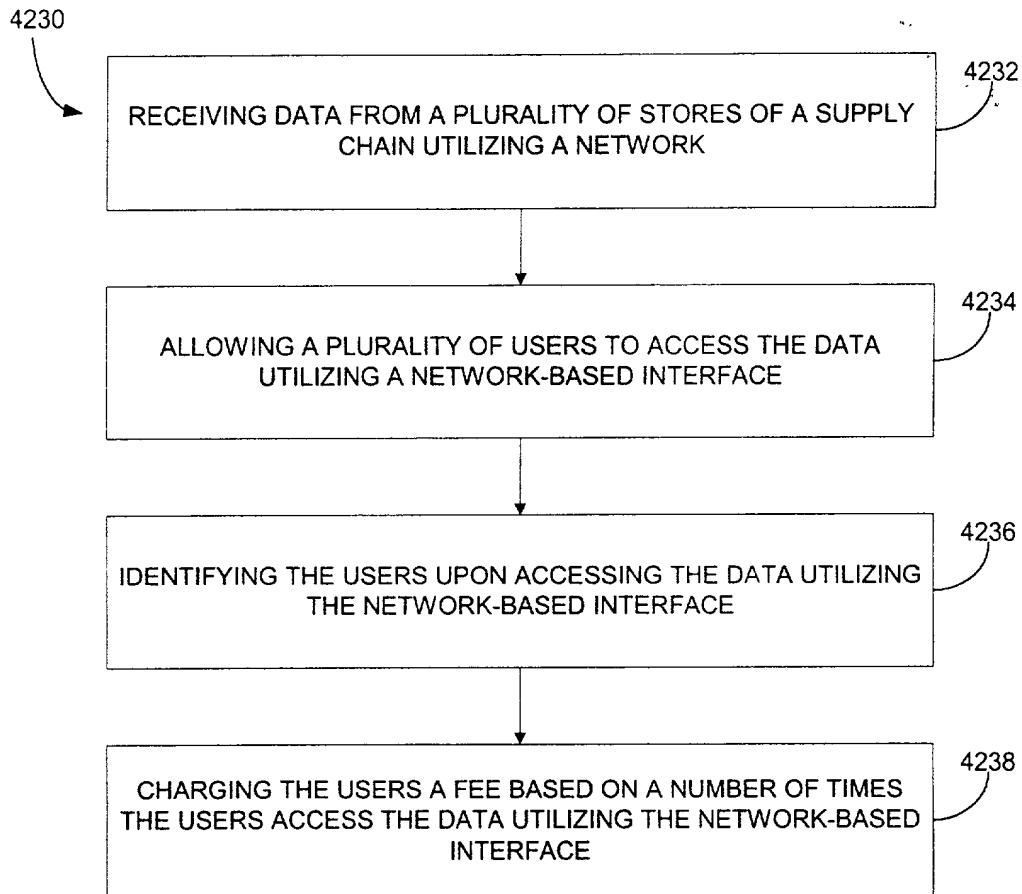 4230
4232
RECEIVING DATA FROM A PLURALITY OF STORES OF A SUPPLY
CHAIN UTILIZING A NETWORK
4234
ALLOWING A PLURALITY OF USERS TO ACCESS THE DATA
UTILIZING A NETWORK-BASED INTERFACE
4236
IDENTIFYING THE USERS UPON ACCESSING THE DATA UTILIZING
THE NETWORK-BASED INTERFACE
4238
CHARGING THE USERS A FEE BASED ON A NUMBER OF TIMES
THE USERS ACCESS THE DATA UTILIZING THE NETWORK-BASED
INTERFACE